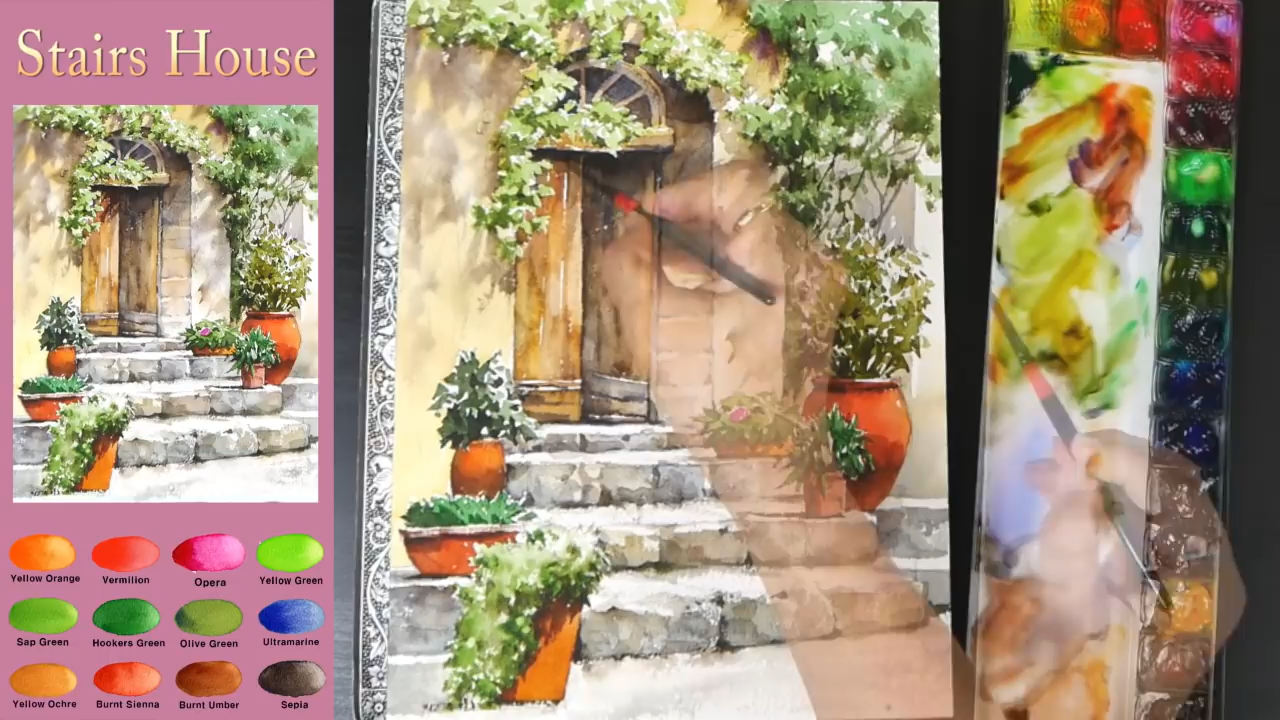 Stairs House
Yellow Orange
Vermilion
Opera
Yellow Green
Sap Green
Hookers Green
Olive Green
Ultramarine
Yellow Ochre
Burnt Sienna
Burnt Umber
Sepia